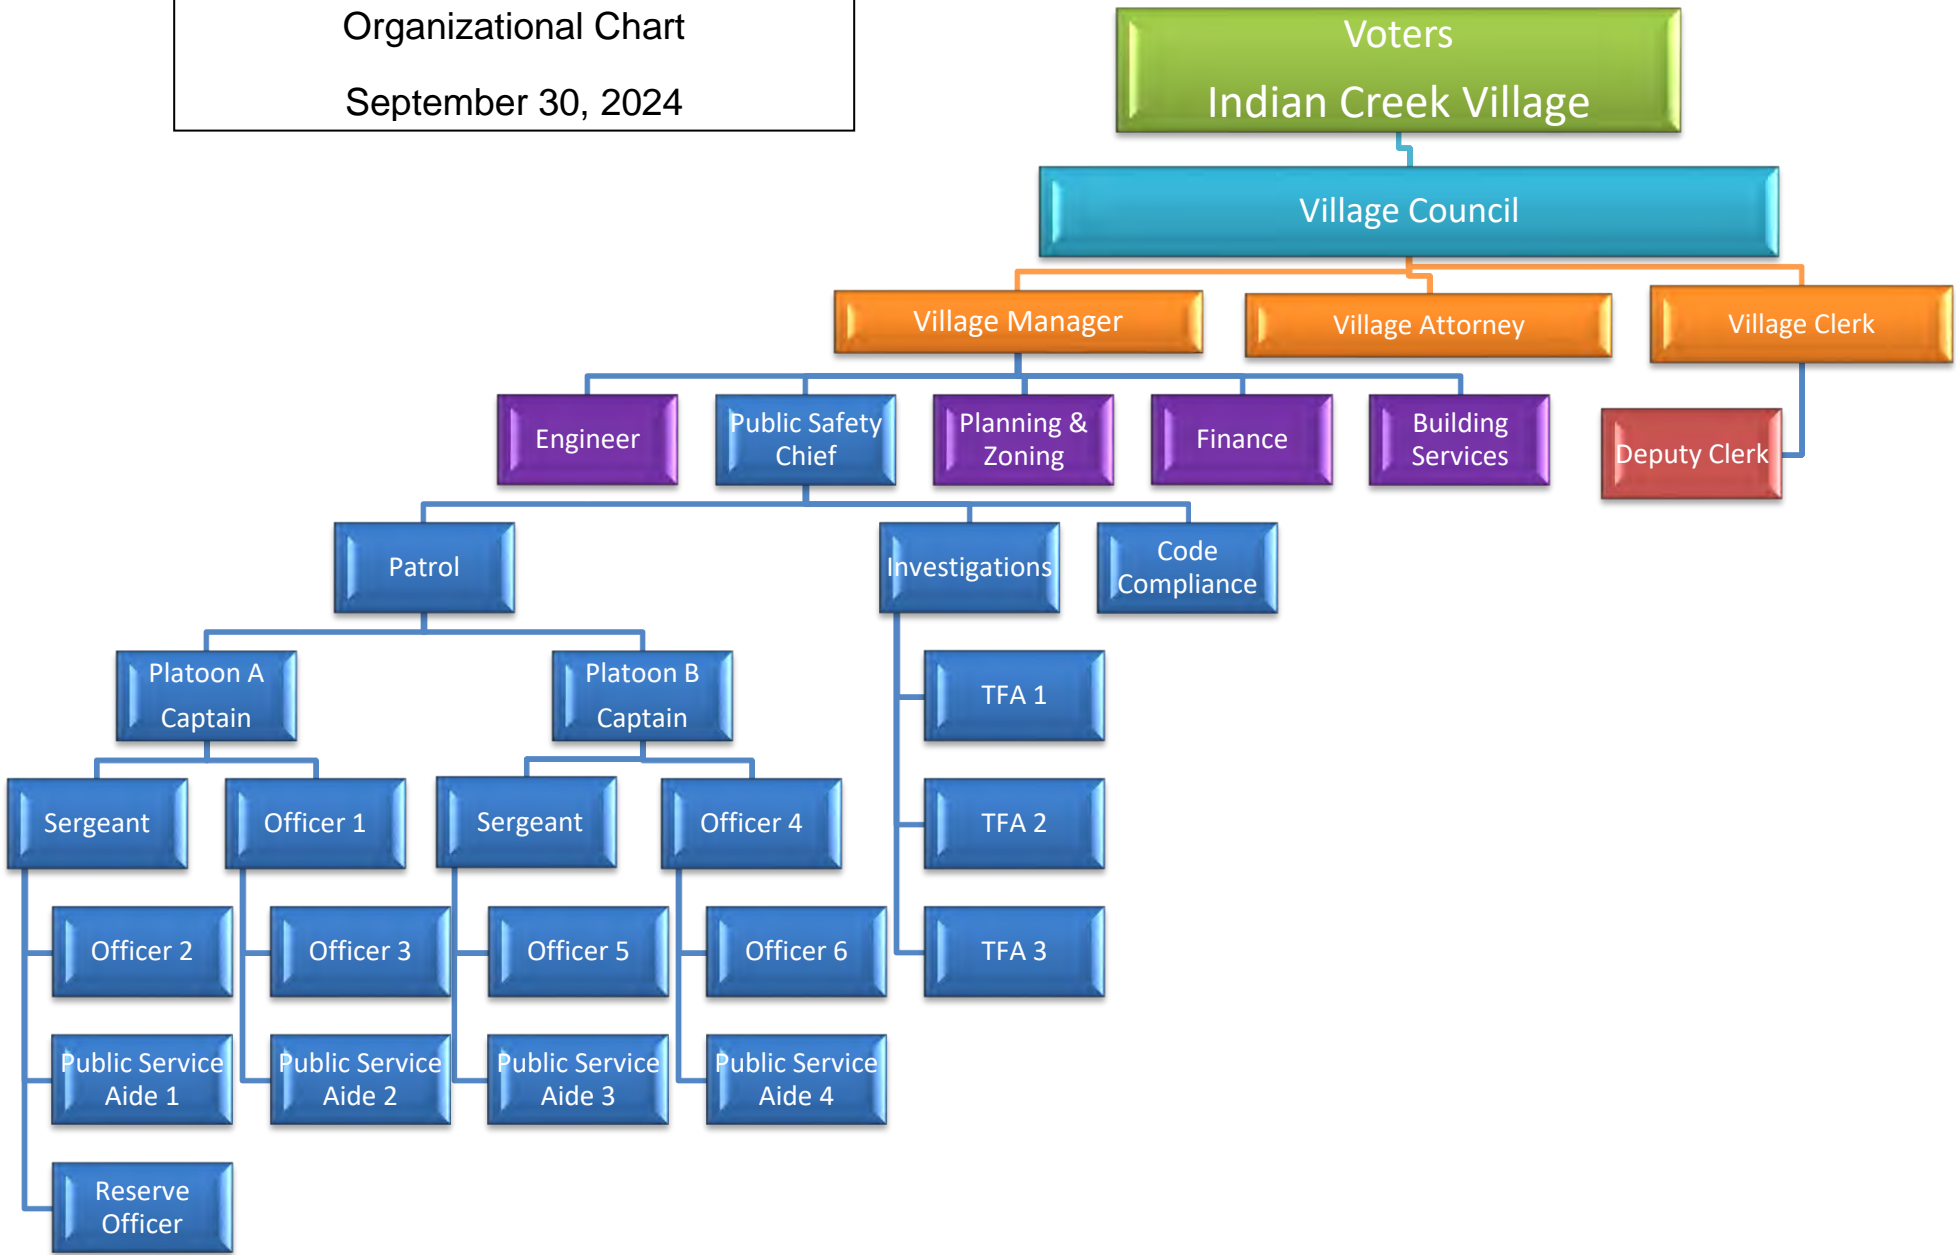 Organizational Chart
September 30, 2024
Voters
Indian Creek Village
Village Council
Village Manager
Village Attorney
Village Clerk
Engineer
Public Safety
Chief
Planning &
Zoning
Finance
Building
Services
Deputy Clerk
Patrol
Investigations
Code
Compliance
Platoon A
Captain
Platoon B
Captain
TFA 1
Sergeant
Officer 1
Sergeant
Officer 4
TFA 2
Officer 2
Officer 3
Officer 5
Officer 6
TFA 3
Public Service
Aide 1
Public Service
Aide 2
Public Service
Aide 3
Public Service
Aide 4
Reserve
Officer